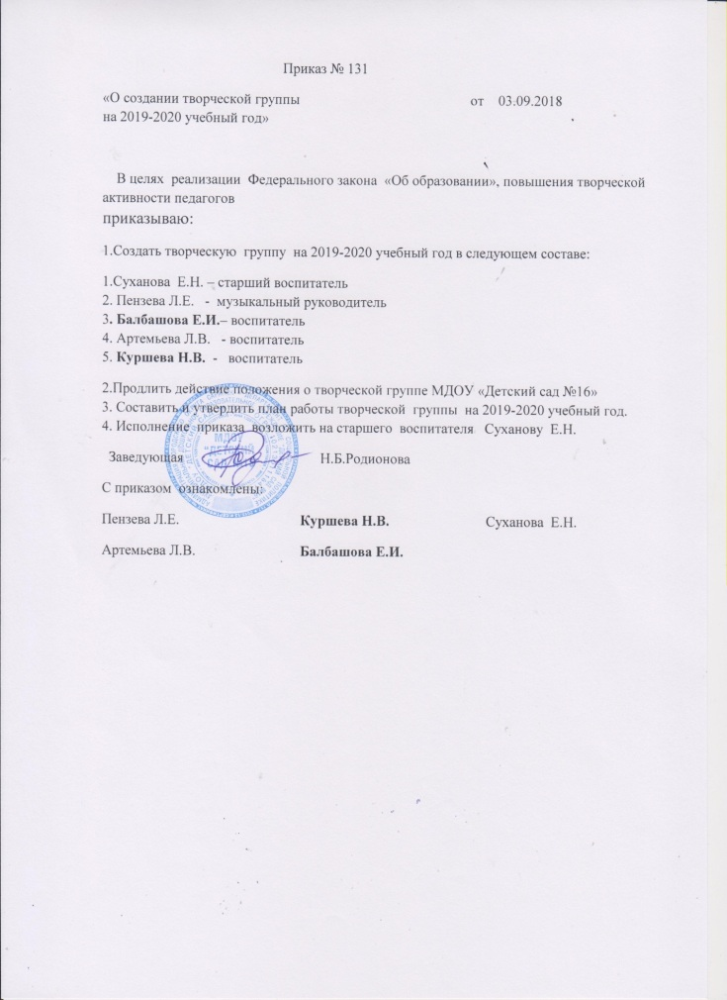 Приказ № 131
«О создании творческой группы от 03.09.2018
на 2019-2020 учебный год»
В целях реализации Федерального закона «Об образовании», повышения творческой
активности педагогов
приказываю:
1.Создать творческую группу на 2019-2020 учебный год в следующем составе:
1.Суханова Е.Н. – старший воспитатель
2. Пензева Л.Е. - музыкальный руководитель
3. Балбашова Е.И.– воспитатель
4. Артемьева Л.В. - воспитатель
5. Куршева Н.В. - воспитатель
2.Продлить действие положения о творческой группе МДОУ «Детский сад №16»
3. Составить и утвердить план работы творческой группы на 2019-2020 учебный год.
4. Исполнение приказа возложить на старшего воспитателя Суханову Е.Н.
Заведующая Н.Б.Родионова
МДОУ
"ДЕТСКИЙ
С приказом ознакомлены:
Пензева Л.Е. Куршева Н.В. Суханова Е.Н.
Артемьева Л.В. Балбашова Е.И.